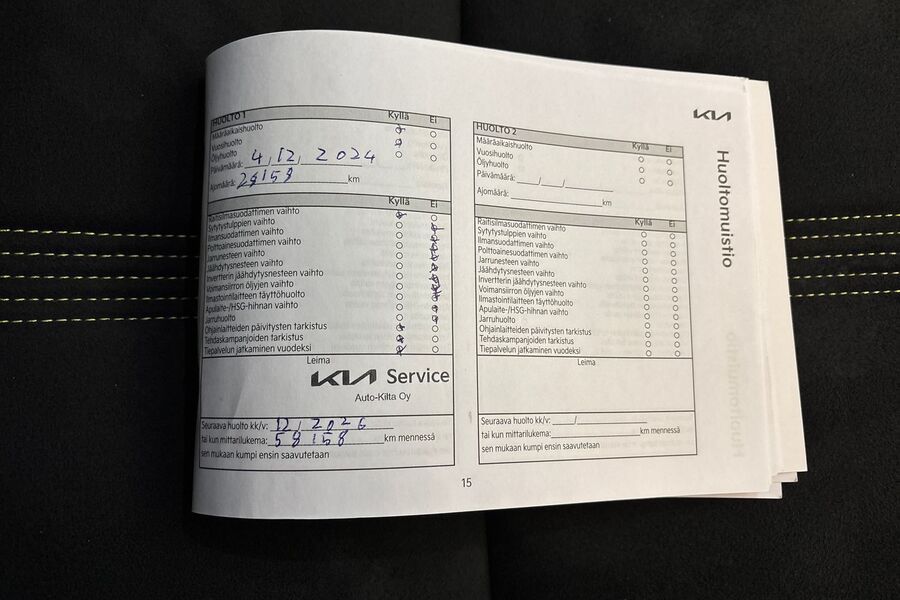 KIA
Huoltomuistio
HUOLTO 1 Kyllä Ei
Määräaikaishuolto
Vuosihuolto
Öljyhuolto
Päivämäärä: 4, 12, 2024
Ajomäärä: 28158 km
Kyllä Ei
Raitisilmasuodattimen vaihto
Sytytystulppien vaihto
Ilmansuodattimen vaihto
Polttoainesuodattimen vaihto
Jarrunesteen vaihto
Jäähdytysnesteen vaihto
Invertterin jäähdytysnesteen vaihto
Voimansiirron öljyjen vaihto
Ilmastointilaitteen täyttöhuolto
Apulaite-/HSG-hihnan vaihto
Jarruhuolto
Ohjainlaitteiden päivitysten tarkistus
Tehdaskampanjoiden tarkistus
Tiepalvelun jatkaminen vuodeksi
Leima
KIA Service
Auto-Kilta Oy
Seuraava huolto kk/v: 12, 2026
tai kun mittarilukema: 58158 km mennessä
sen mukaan kumpi ensin saavutetaan
HUOLTO 2
Kyllä Ei
Määräaikaishuolto
Vuosihuolto
Öljyhuolto
Päivämäärä: ____/____/________
Ajomäärä: ________ km
Kyllä Ei
Raitisilmasuodattimen vaihto
Sytytystulppien vaihto
Ilmansuodattimen vaihto
Polttoainesuodattimen vaihto
Jarrunesteen vaihto
Jäähdytysnesteen vaihto
Invertterin jäähdytysnesteen vaihto
Voimansiirron öljyjen vaihto
Ilmastointilaitteen täyttöhuolto
Apulaite-/HSG-hihnan vaihto
Jarruhuolto
Ohjainlaitteiden päivitysten tarkistus
Tehdaskampanjoiden tarkistus
Tiepalvelun jatkaminen vuodeksi
Leima
Seuraava huolto kk/v: ____/________
tai kun mittarilukema: ________ km mennessä
sen mukaan kumpi ensin saavutetaan
15